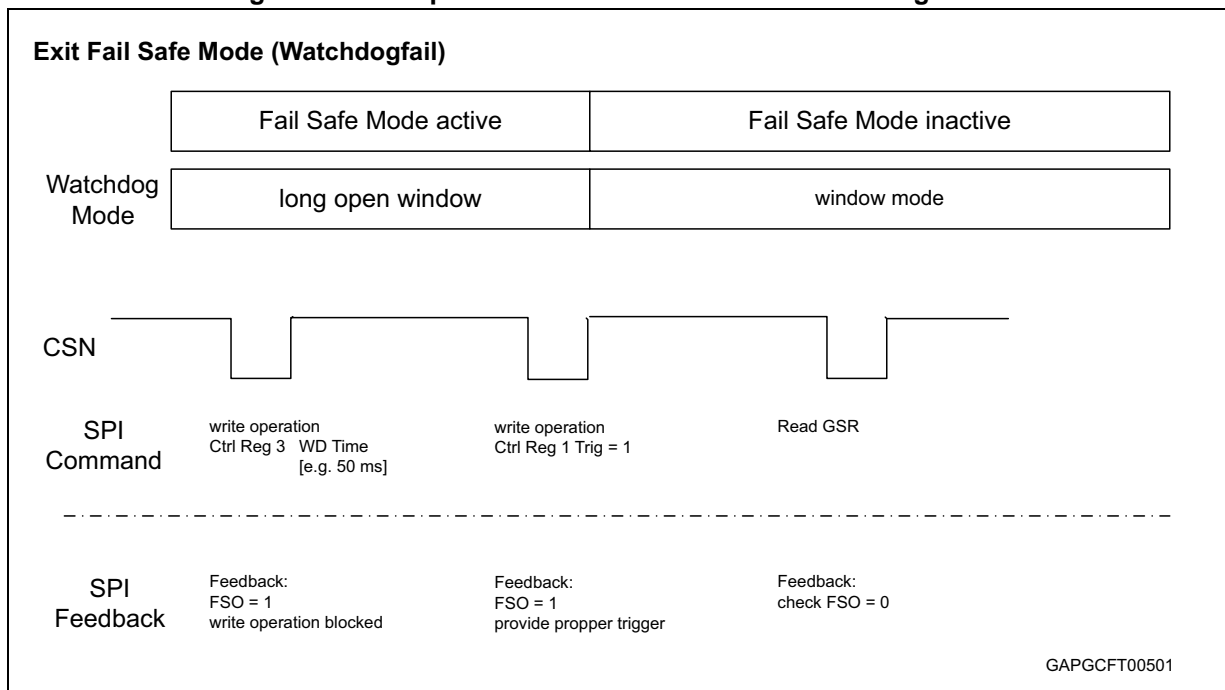 Exit Fail Safe Mode (Watchdogfail)
Fail Safe Mode active
Fail Safe Mode inactive
Watchdog
Mode
long open window
window mode
CSN
SPI
Command
write operation
Ctrl Reg 3 WD Time
[e.g. 50 ms]
write operation
Ctrl Reg 1 Trig = 1
Read GSR
SPI
Feedback
Feedback:
FSO = 1
write operation blocked
Feedback:
FSO = 1
provide propper trigger
Feedback:
check FSO = 0
GAPGCFT00501